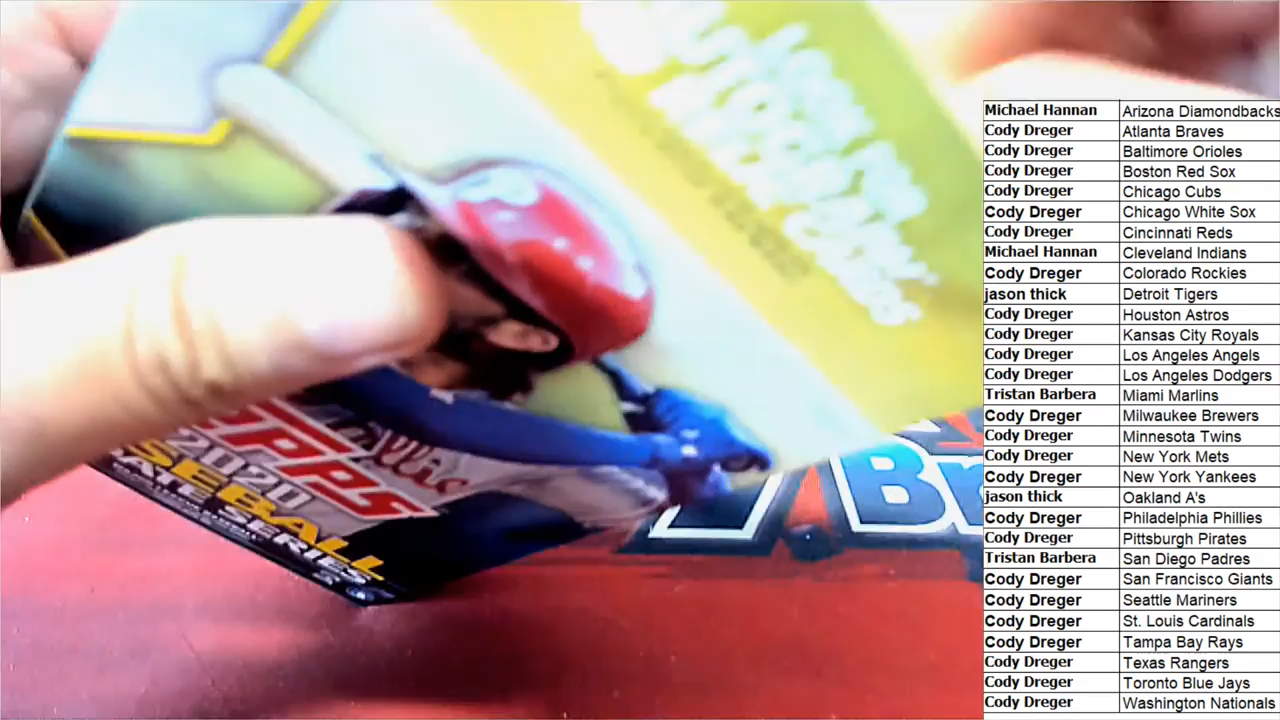 TOPPS
2020
BASEBALL
UPDATE SERIES
Phillies
Br
Michael Hannan Arizona Diamondbacks
Cody Dreger Atlanta Braves
Cody Dreger Baltimore Orioles
Cody Dreger Boston Red Sox
Cody Dreger Chicago Cubs
Cody Dreger Chicago White Sox
Cody Dreger Cincinnati Reds
Michael Hannan Cleveland Indians
Cody Dreger Colorado Rockies
jason thick Detroit Tigers
Cody Dreger Houston Astros
Cody Dreger Kansas City Royals
Cody Dreger Los Angeles Angels
Cody Dreger Los Angeles Dodgers
Tristan Barbera Miami Marlins
Cody Dreger Milwaukee Brewers
Cody Dreger Minnesota Twins
Cody Dreger New York Mets
Cody Dreger New York Yankees
jason thick Oakland A's
Cody Dreger Philadelphia Phillies
Cody Dreger Pittsburgh Pirates
Tristan Barbera San Diego Padres
Cody Dreger San Francisco Giants
Cody Dreger Seattle Mariners
Cody Dreger St. Louis Cardinals
Cody Dreger Tampa Bay Rays
Cody Dreger Texas Rangers
Cody Dreger Toronto Blue Jays
Cody Dreger Washington Nationals